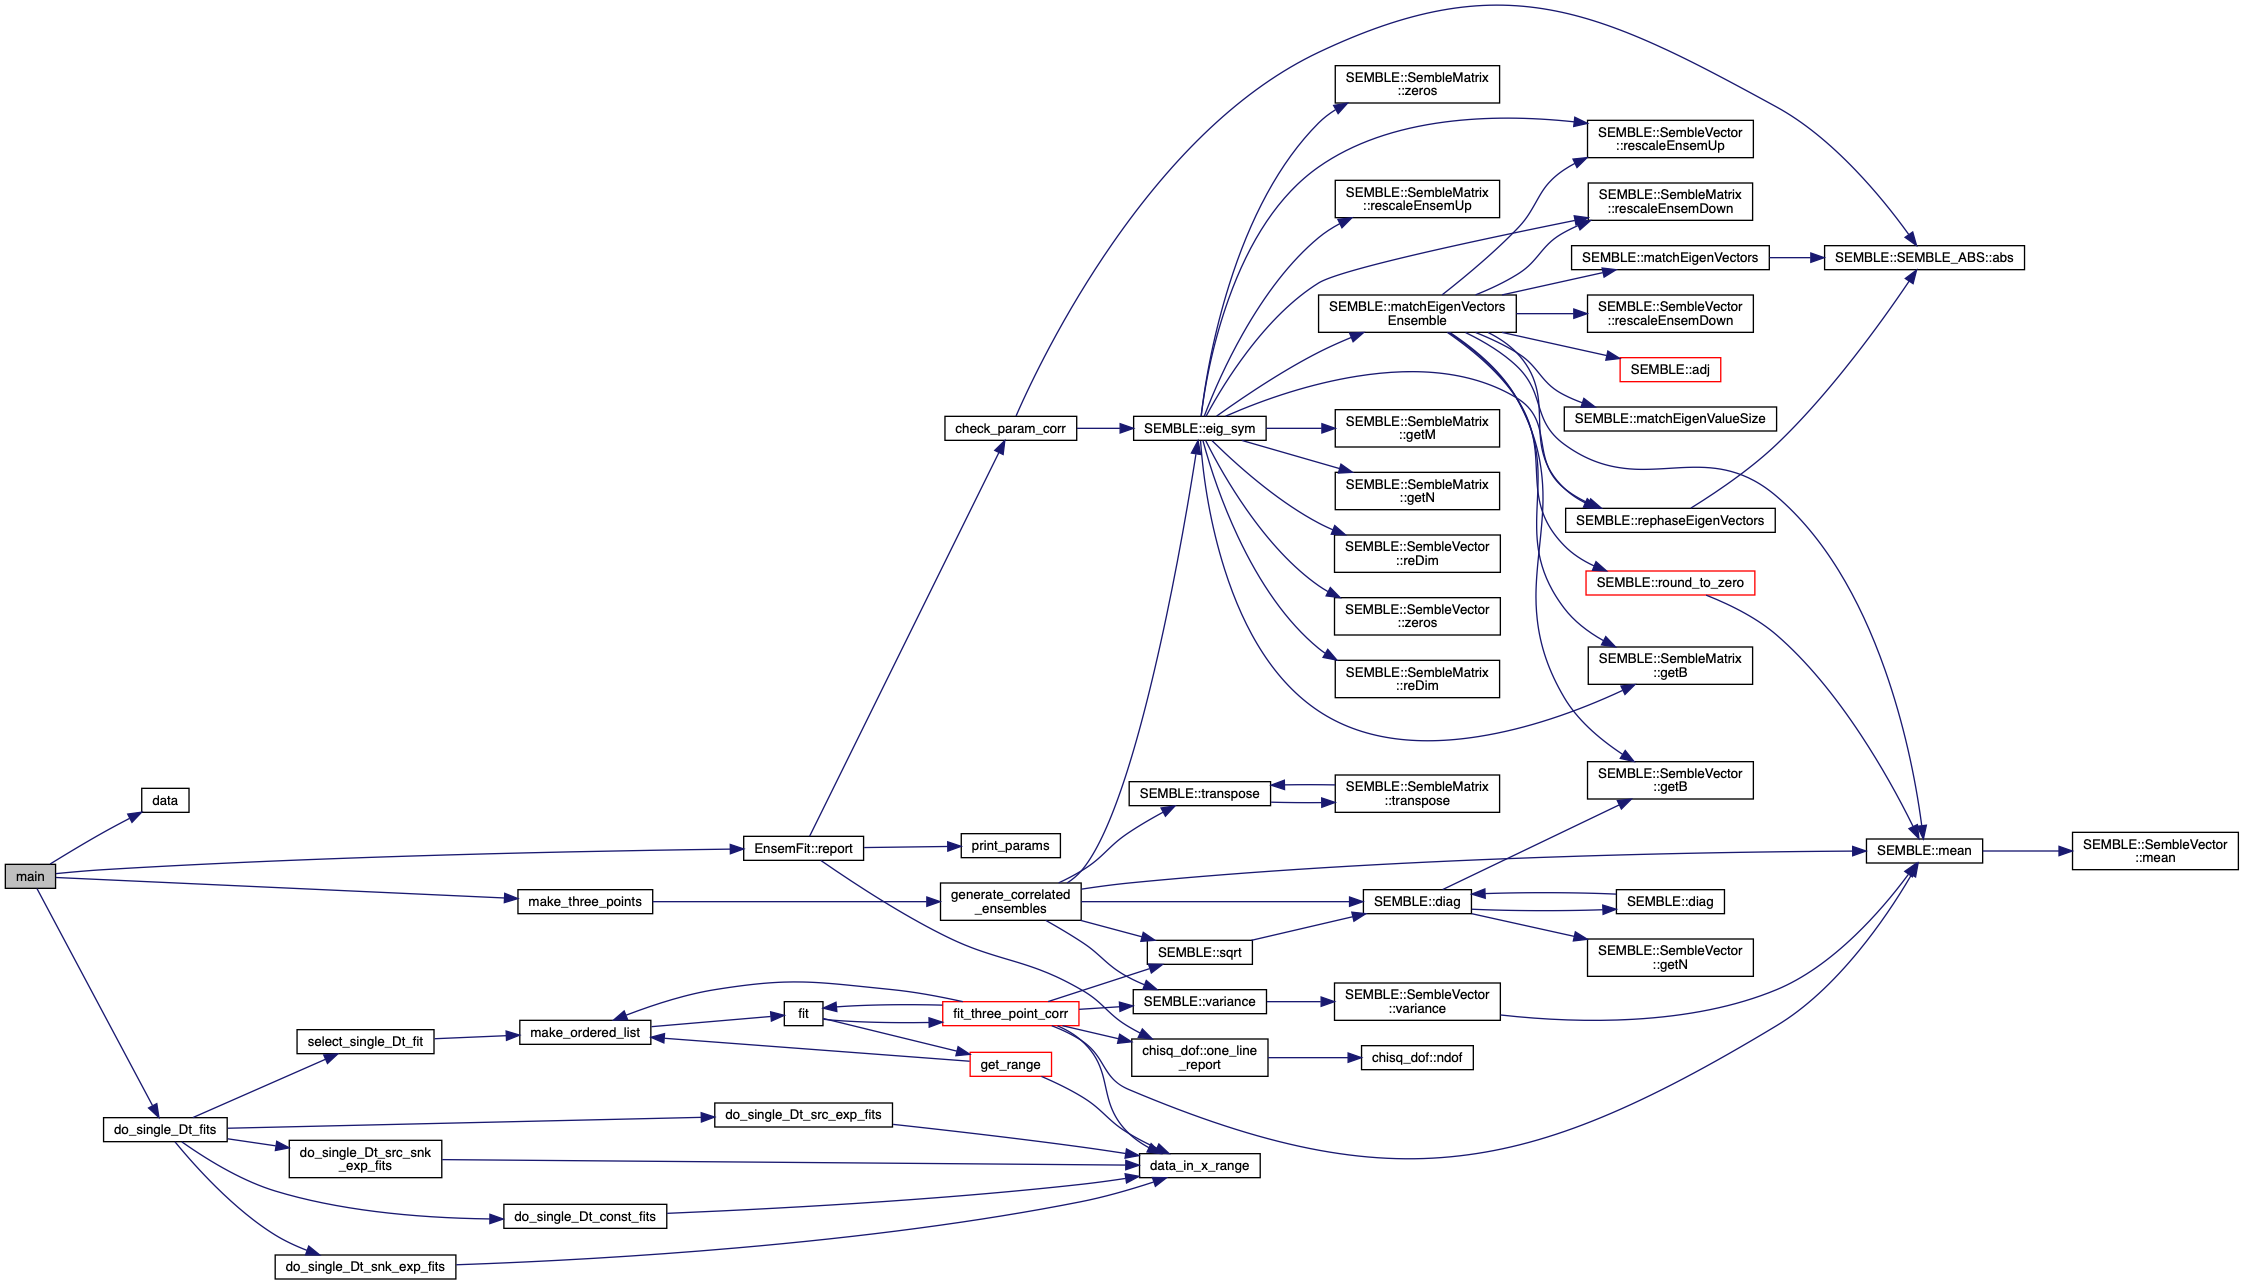 main
data
EnsemFit::report
make_three_points
do_single_Dt_fits
select_single_Dt_fit
do_single_Dt_src_exp_fits
do_single_Dt_src_snk
_exp_fits
do_single_Dt_const_fits
do_single_Dt_snk_exp_fits
make_ordered_list
fit
check_param_corr
print_params
generate_correlated
_ensembles
fit_three_point_corr
get_range
SEMBLE::eig_sym
SEMBLE::transpose
SEMBLE::sqrt
SEMBLE::variance
chisq_dof::one_line
_report
data_in_x_range
SEMBLE::SembleMatrix
::zeros
SEMBLE::SembleMatrix
::rescaleEnsemUp
SEMBLE::matchEigenVectors
Ensemble
SEMBLE::SembleMatrix
::getM
SEMBLE::SembleMatrix
::getN
SEMBLE::SembleVector
::reDim
SEMBLE::SembleVector
::zeros
SEMBLE::SembleMatrix
::reDim
SEMBLE::SembleMatrix
::transpose
SEMBLE::diag
SEMBLE::SembleVector
::variance
chisq_dof::ndof
SEMBLE::SembleVector
::rescaleEnsemUp
SEMBLE::SembleMatrix
::rescaleEnsemDown
SEMBLE::matchEigenVectors
SEMBLE::SembleVector
::rescaleEnsemDown
SEMBLE::adj
SEMBLE::matchEigenValueSize
SEMBLE::rephaseEigenVectors
SEMBLE::round_to_zero
SEMBLE::SembleMatrix
::getB
SEMBLE::SembleVector
::getB
SEMBLE::diag
SEMBLE::SembleVector
::getN
SEMBLE::SEMBLE_ABS::abs
SEMBLE::mean
SEMBLE::SembleVector
::mean